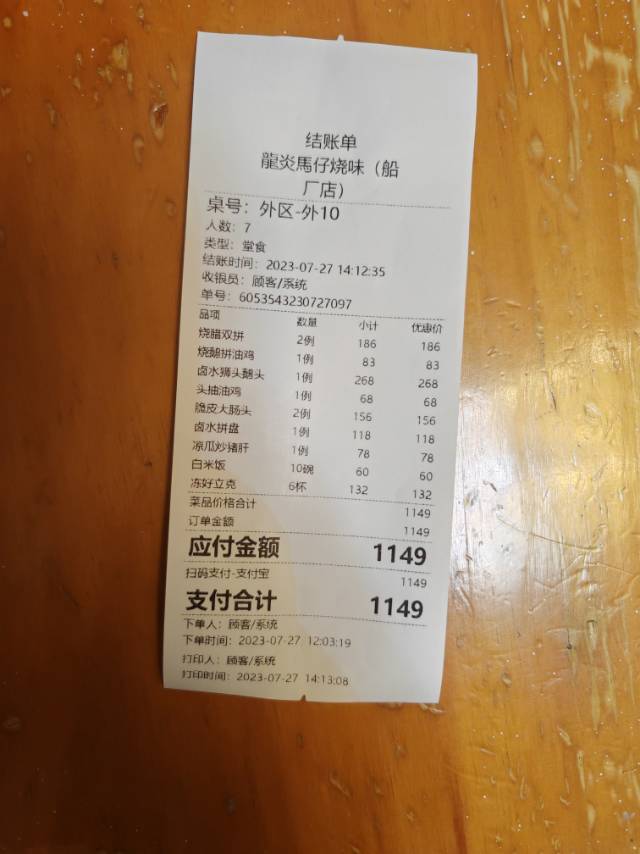 结账单
龍炎馬仔烧味（船
厂店）
桌号：外区-外10
人数：7
类型：堂食
结账时间：2023-07-27 14:12:35
收银员：顾客/系统
单号：6053543230727097
品项 数量 小计 优惠价
烧腊双拼 2例 186 186
烧鹅拼油鸡 1例 83 83
卤水狮头鹅头 1例 268 268
头抽油鸡 1例 68 68
脆皮大肠头 2例 156 156
卤水拼盘 1例 118 118
凉瓜炒猪肝 1例 78 78
白米饭 10碗 60 60
冻好立克 6杯 132 132
菜品价格合计 1149
订单金额 1149
应付金额 1149
扫码支付-支付宝 1149
支付合计 1149
下单人：顾客/系统
下单时间：2023-07-27 12:03:19
打印人：顾客/系统
打印时间：2023-07-27 14:13:08